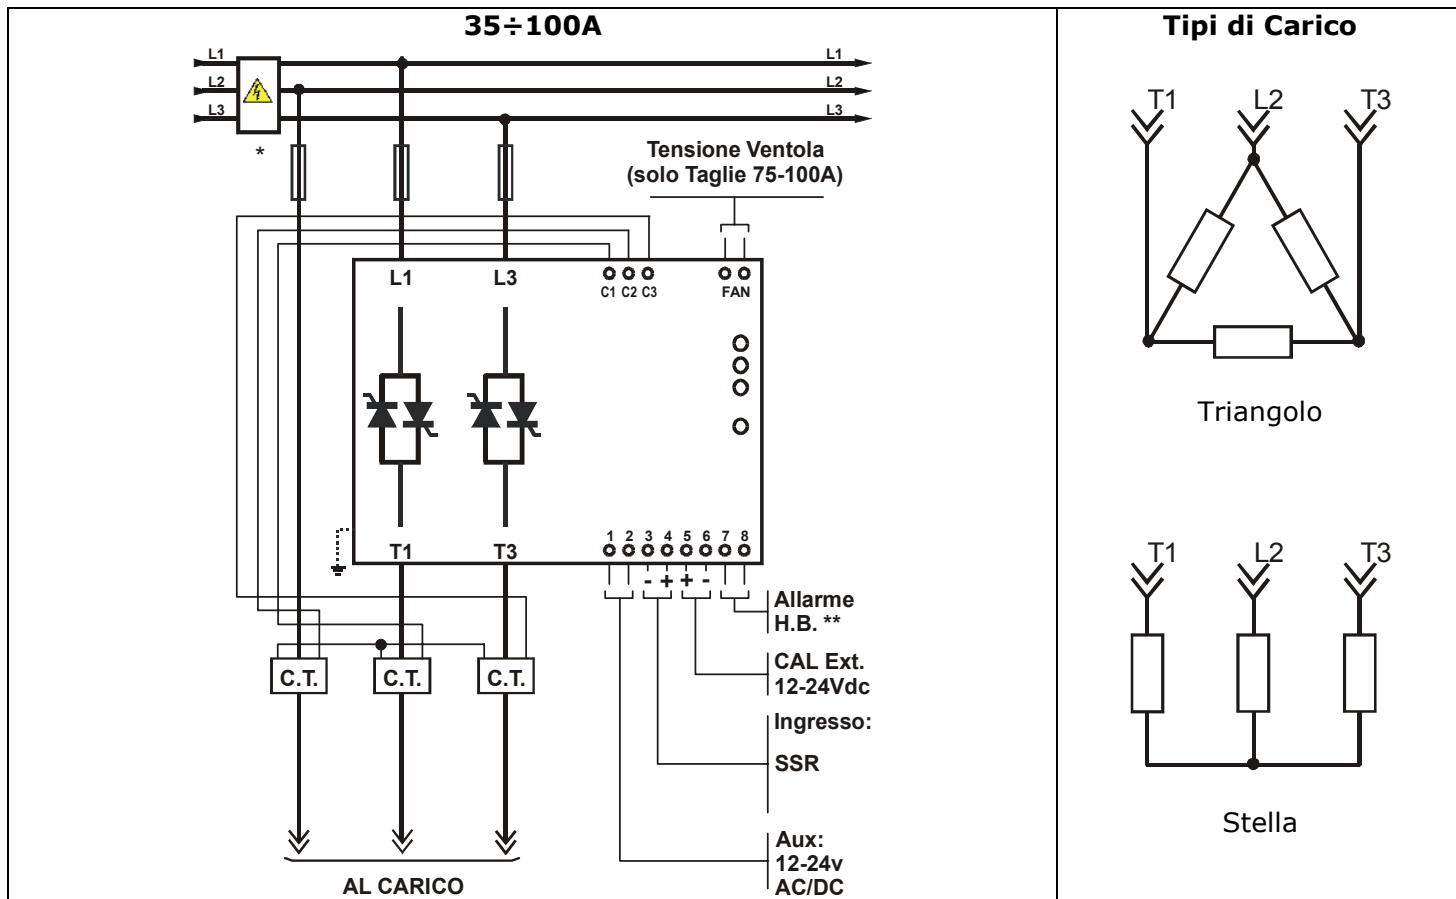 35÷100A
L1 L1
L2 L2
L3 L3
*
Tensione Ventola
(solo Taglie 75-100A)
L1 L3
C1 C2 C3 FAN
T1 T3
1 2 3 4 5 6 7 8
- + + -
Allarme
H.B. **
C.T. C.T. C.T.
CAL Ext.
12-24Vdc
Ingresso:
SSR
Aux:
12-24v
AC/DC
AL CARICO
Tipi di Carico
T1 L2 T3
Triangolo
T1 L2 T3
Stella